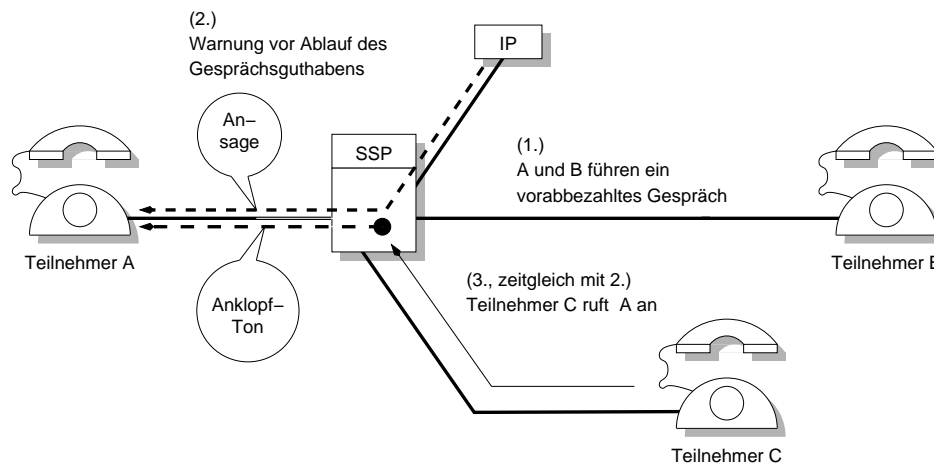 (2.)
Warnung vor Ablauf des
Gesprächsguthabens
IP
An–
sage
SSP
(1.)
A und B führen ein
vorabbezahltes Gespräch
Teilnehmer A
Teilnehmer B
(3., zeitgleich mit 2.)
Teilnehmer C ruft A an
Anklopf–
Ton
Teilnehmer C